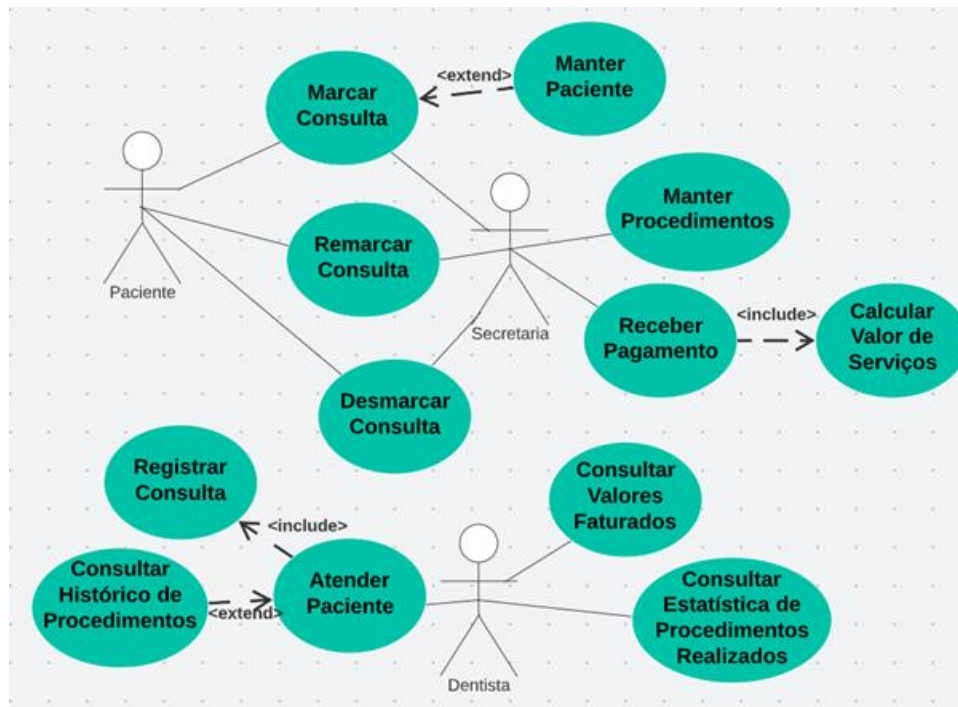 Marcar
Consulta
<extend>
Manter
Paciente
Paciente
Remarcar
Consulta
Secretaria
Manter
Procedimentos
Receber
Pagamento
<include>
Calcular
Valor de
Serviços
Desmarcar
Consulta
Registrar
Consulta
<include>
Consultar
Histórico de
Procedimentos
<extend>
Atender
Paciente
Dentista
Consultar
Valores
Faturados
Consultar
Estatística de
Procedimentos
Realizados